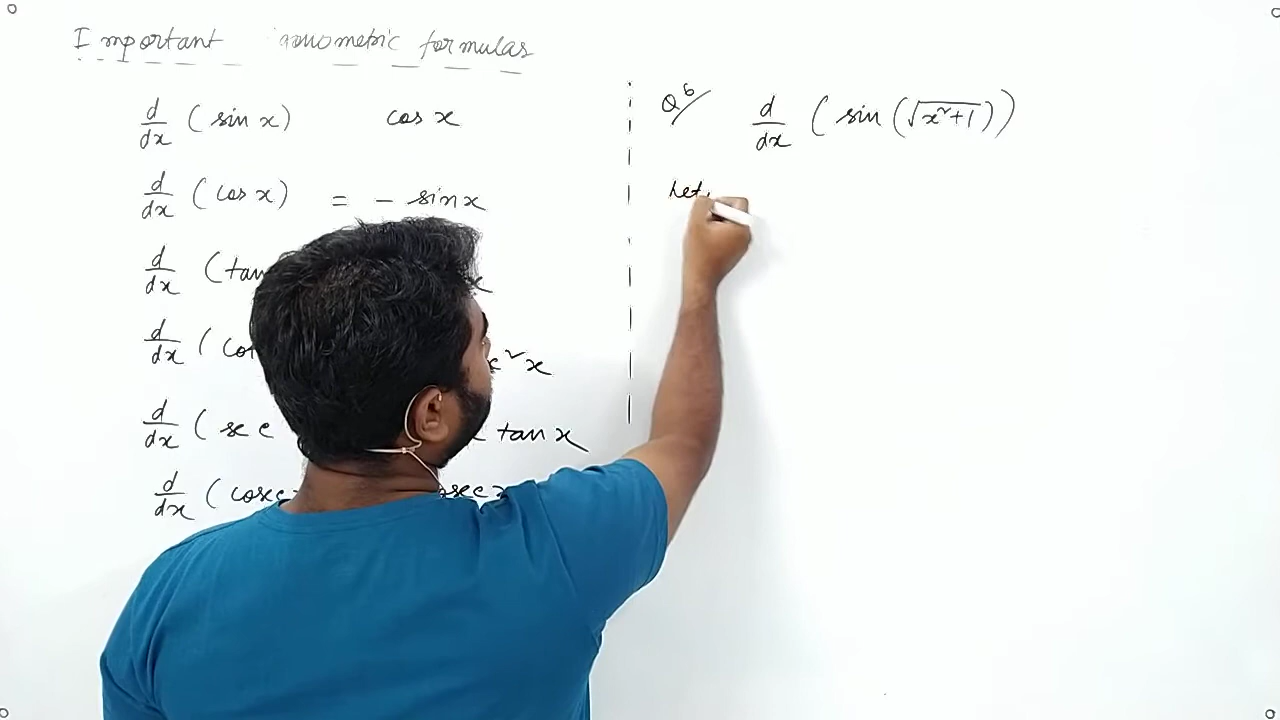 Important formulas
d/dx (sin x) cos x
d/dx (cos x) = - sin x
d/dx (tan
d/dx (cot
x
d/dx (sec tan x
d/dx (cosec
Q6/ d/dx (sin (√x²+1))
Let,